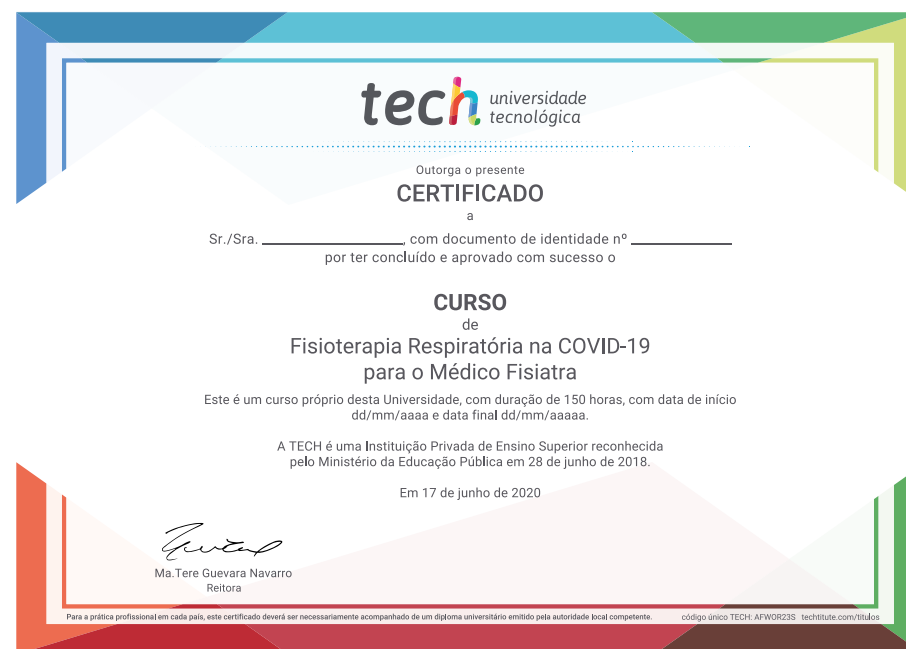 tech universidade
tecnológica
Outorga o presente
CERTIFICADO
a
Sr./Sra. ____________________, com documento de identidade nº ______________
por ter concluído e aprovado com sucesso o
CURSO
de
Fisioterapia Respiratória na COVID-19
para o Médico Fisiatra
Este é um curso próprio desta Universidade, com duração de 150 horas, com data de início
dd/mm/aaaa e data final dd/mm/aaaaa.
A TECH é uma Instituição Privada de Ensino Superior reconhecida
pelo Ministério da Educação Pública em 28 de junho de 2018.
Em 17 de junho de 2020
Ma.Tere Guevara Navarro
Reitora
Para a prática profissional em cada país, este certificado deverá ser necessariamente acompanhado de um diploma universitário emitido pela autoridade local competente. código único TECH: AFWOR23S techtitute.com/titulos